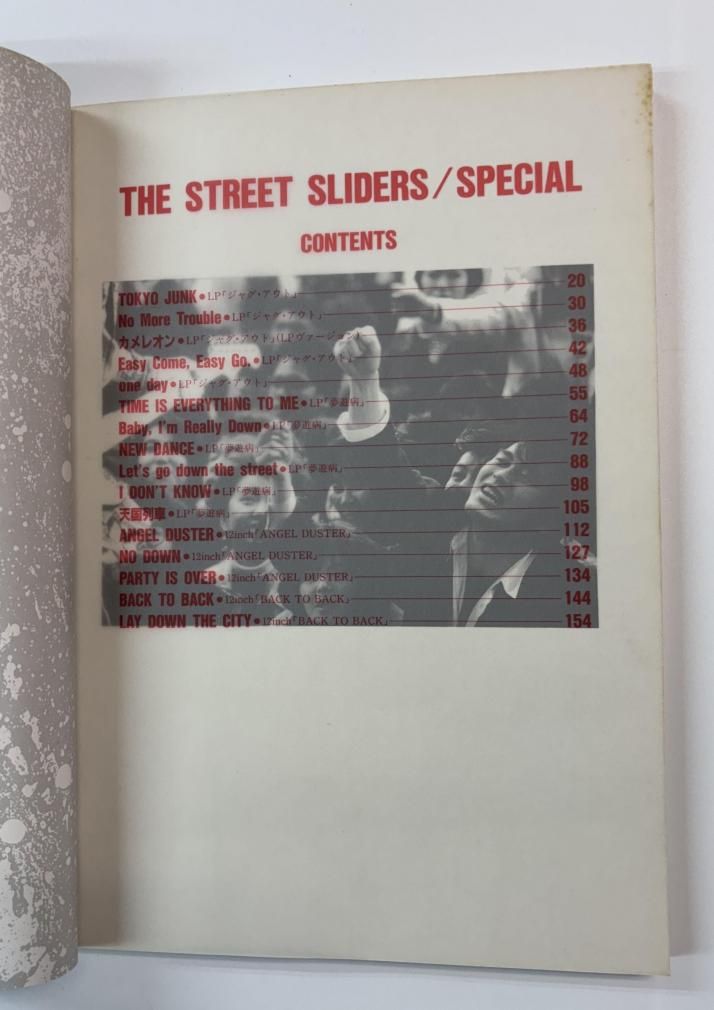 THE STREET SLIDERS/SPECIAL
CONTENTS
TOKYO JUNK●LP「ジャグ・アウト」 20
No More Trouble●LP「ジャグ・アウト」 30
カメレオン●LP「ジャグ・アウト」(LPヴァージョン) 36
Easy Come, Easy Go.●LP「ジャグ・アウト」 42
one day●LP「ジャグ・アウト」 48
TIME IS EVERYTHING TO ME●LP「夢遊病」 55
Baby, I'm Really Down●LP「夢遊病」 64
NEW DANCE●LP「夢遊病」 72
Let's go down the street●LP「夢遊病」 88
I DON'T KNOW●LP「夢遊病」 98
天国列車●LP「夢遊病」 105
ANGEL DUSTER●12inch「ANGEL DUSTER」 112
NO DOWN●12inch「ANGEL DUSTER」 127
PARTY IS OVER●12inch「ANGEL DUSTER」 134
BACK TO BACK●12inch「BACK TO BACK」 144
LAY DOWN THE CITY●12inch「BACK TO BACK」 154